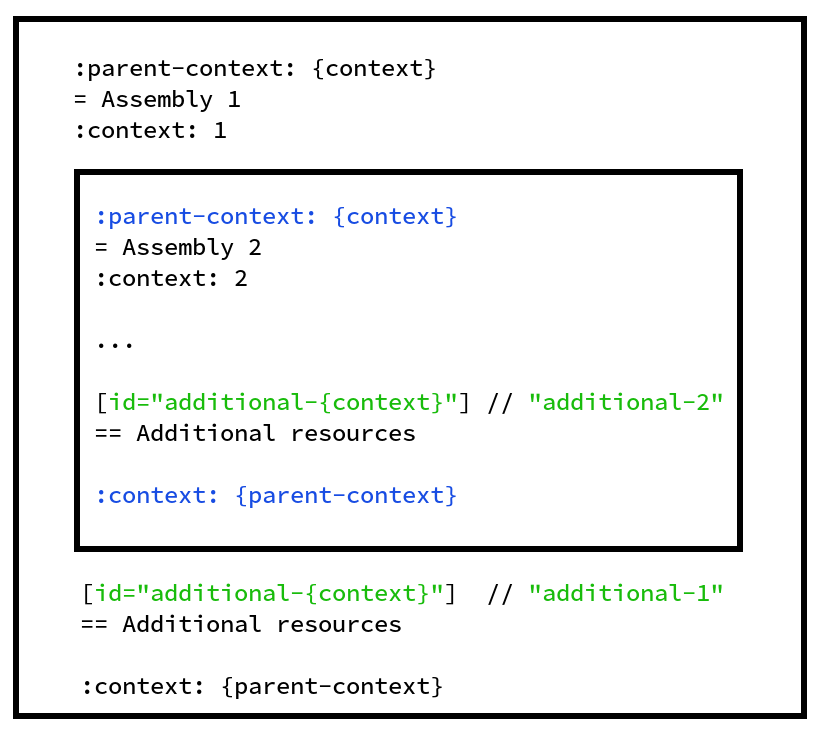 :parent-context: {context}
= Assembly 1
:context: 1
:parent-context: {context}
= Assembly 2
:context: 2
...
[id="additional-{context}"] // "additional-2"
== Additional resources
:context: {parent-context}
[id="additional-{context}"]  // "additional-1"
== Additional resources
:context: {parent-context}